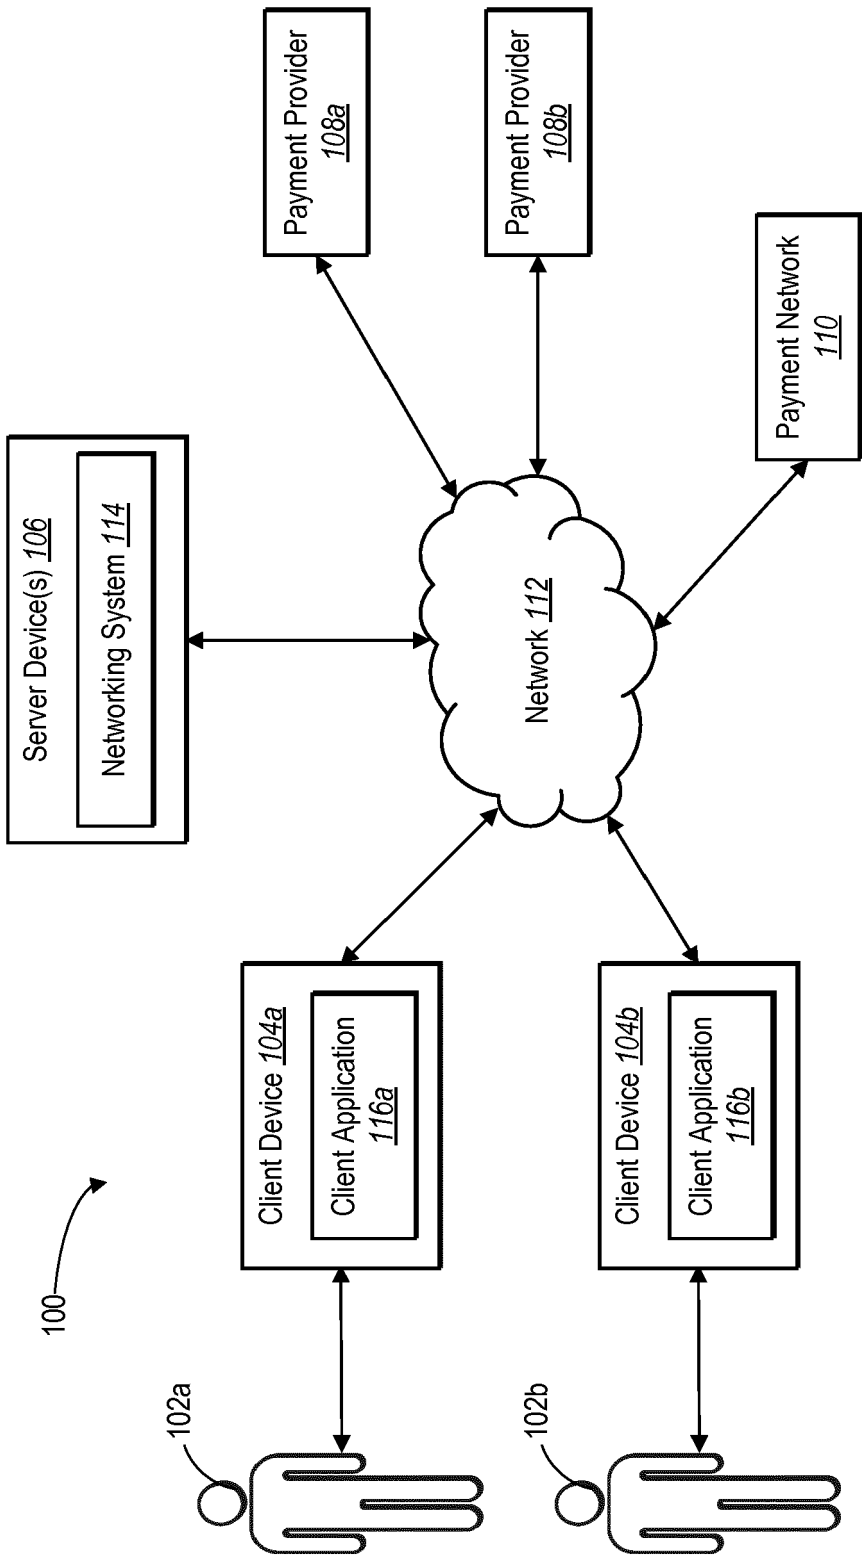 100
Server Device(s) 106
Networking System 114
102a
Client Device 104a
Client Application
116a
Payment Provider
108a
Network 112
Payment Provider
108b
102b
Client Device 104b
Client Application
116b
Payment Network
110